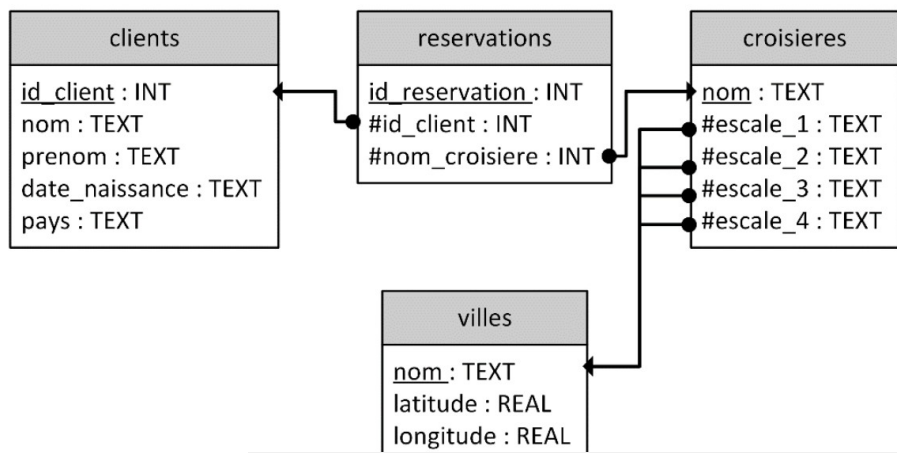 clients
id_client : INT
nom : TEXT
prenom : TEXT
date_naissance : TEXT
pays : TEXT
reservations
id_reservation : INT
#id_client : INT
#nom_croisiere : INT
croisieres
nom : TEXT
#escale_1 : TEXT
#escale_2 : TEXT
#escale_3 : TEXT
#escale_4 : TEXT
villes
nom : TEXT
latitude : REAL
longitude : REAL